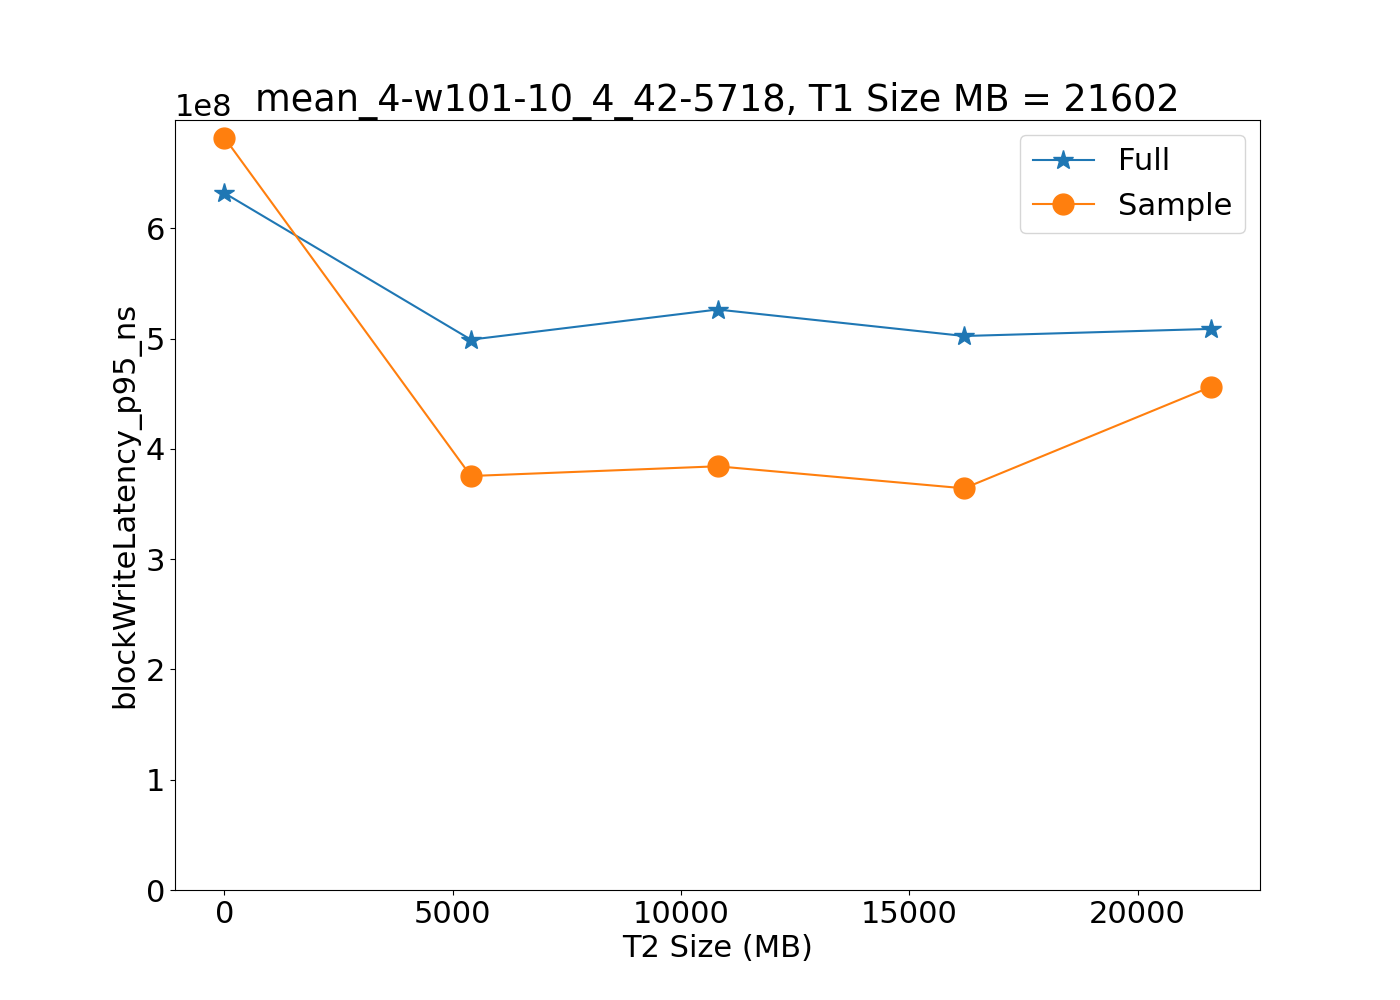 1e8
mean_4-w101-10_4_42-5718, T1 Size MB = 21602
Full
Sample
blockWriteLatency_p95_ns
6
5
4
3
2
1
0
0 5000 10000 15000 20000
T2 Size (MB)